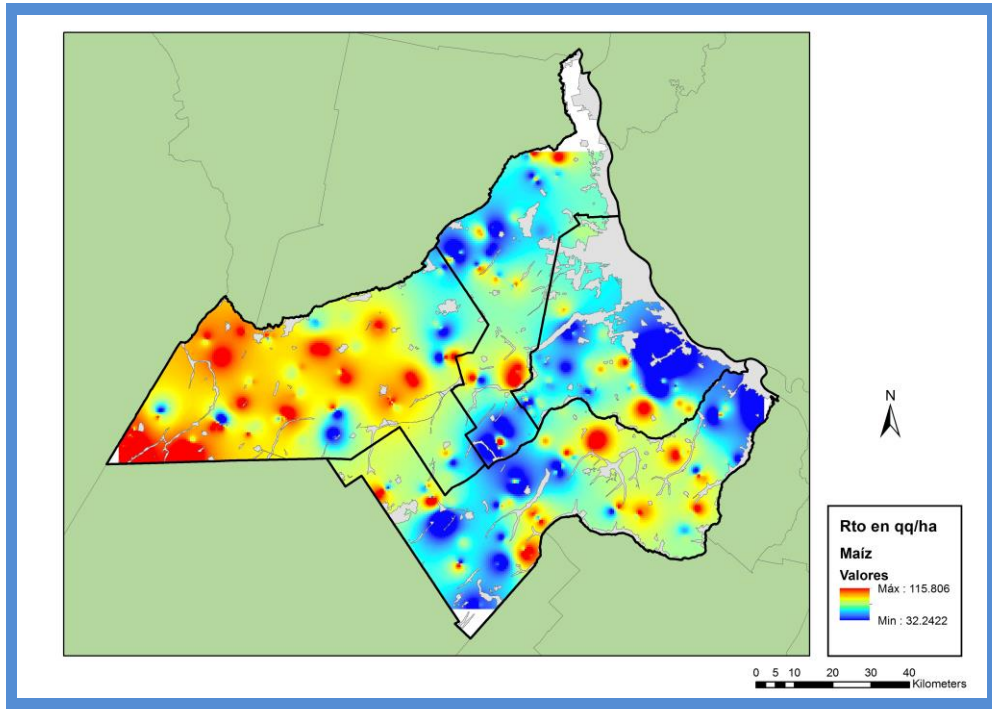 N
Rto en qq/ha
Maíz
Valores
Máx : 115.806
Min : 32.2422
0 5 10 20 30 40
Kilometers